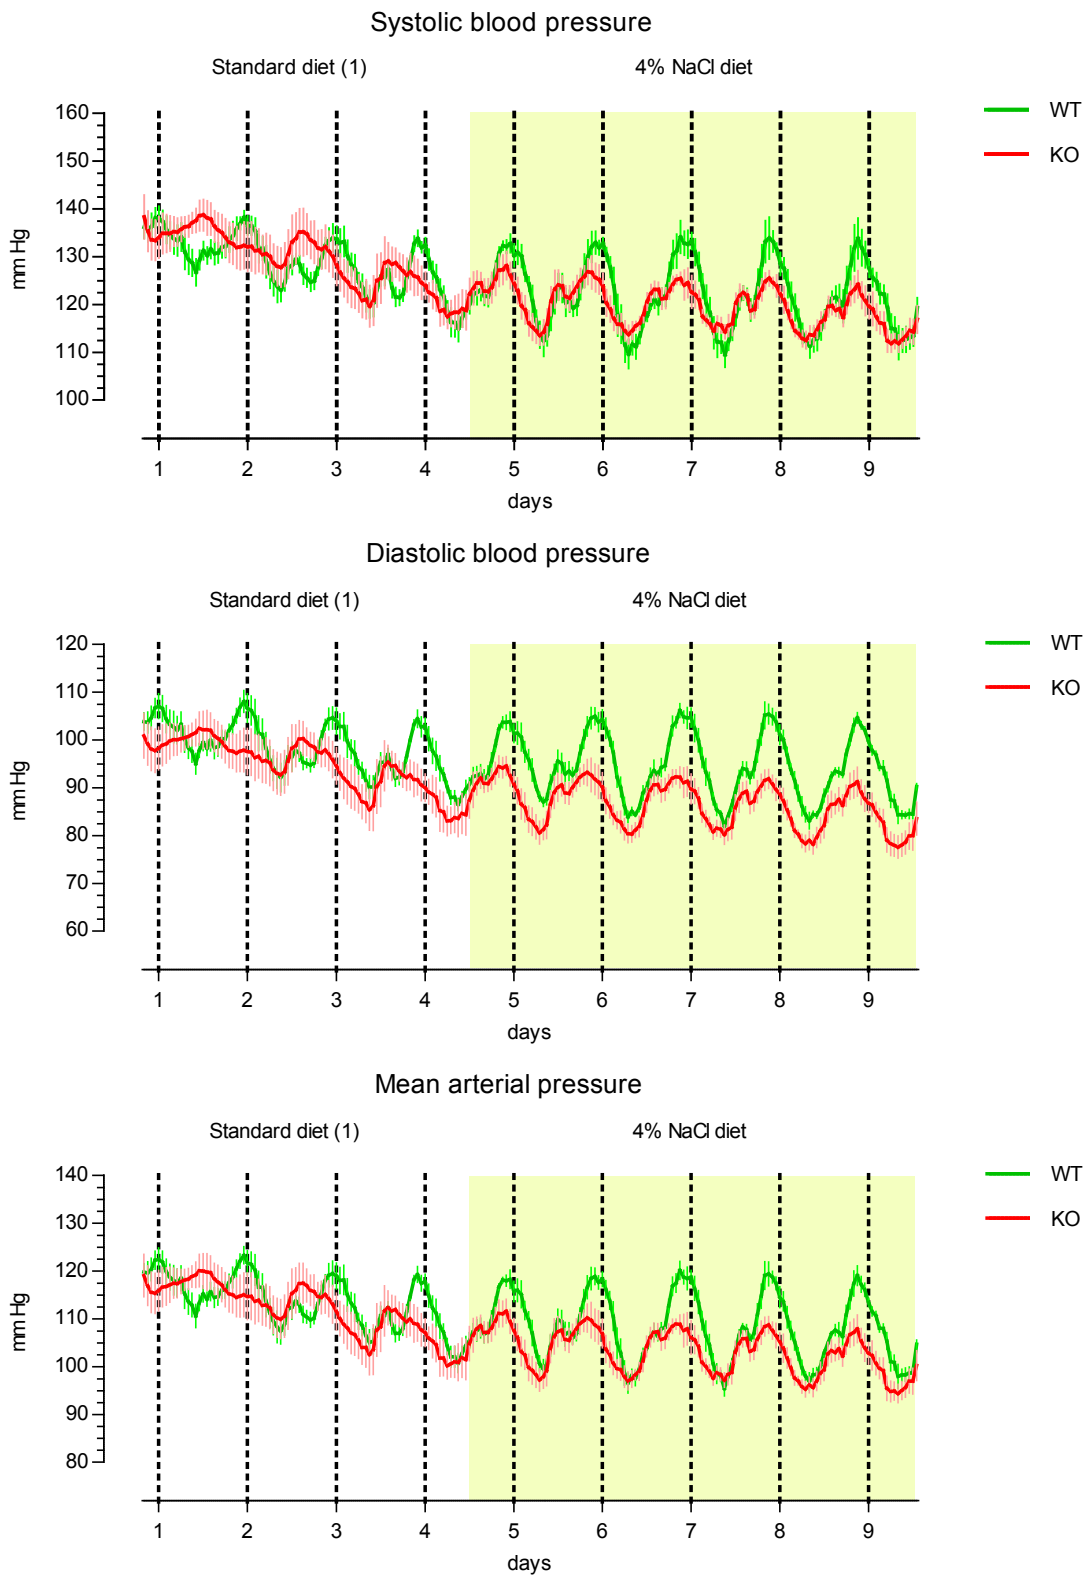 Systolic blood pressure
Standard diet (1) 4% NaCl diet
WT
KO
160
150
140
130
120
110
100
mm Hg
1 2 3 4 5 6 7 8 9
days
Diastolic blood pressure
Standard diet (1) 4% NaCl diet
WT
KO
120
110
100
90
80
70
60
mm Hg
1 2 3 4 5 6 7 8 9
days
Mean arterial pressure
Standard diet (1) 4% NaCl diet
WT
KO
140
130
120
110
100
90
80
mm Hg
1 2 3 4 5 6 7 8 9
days